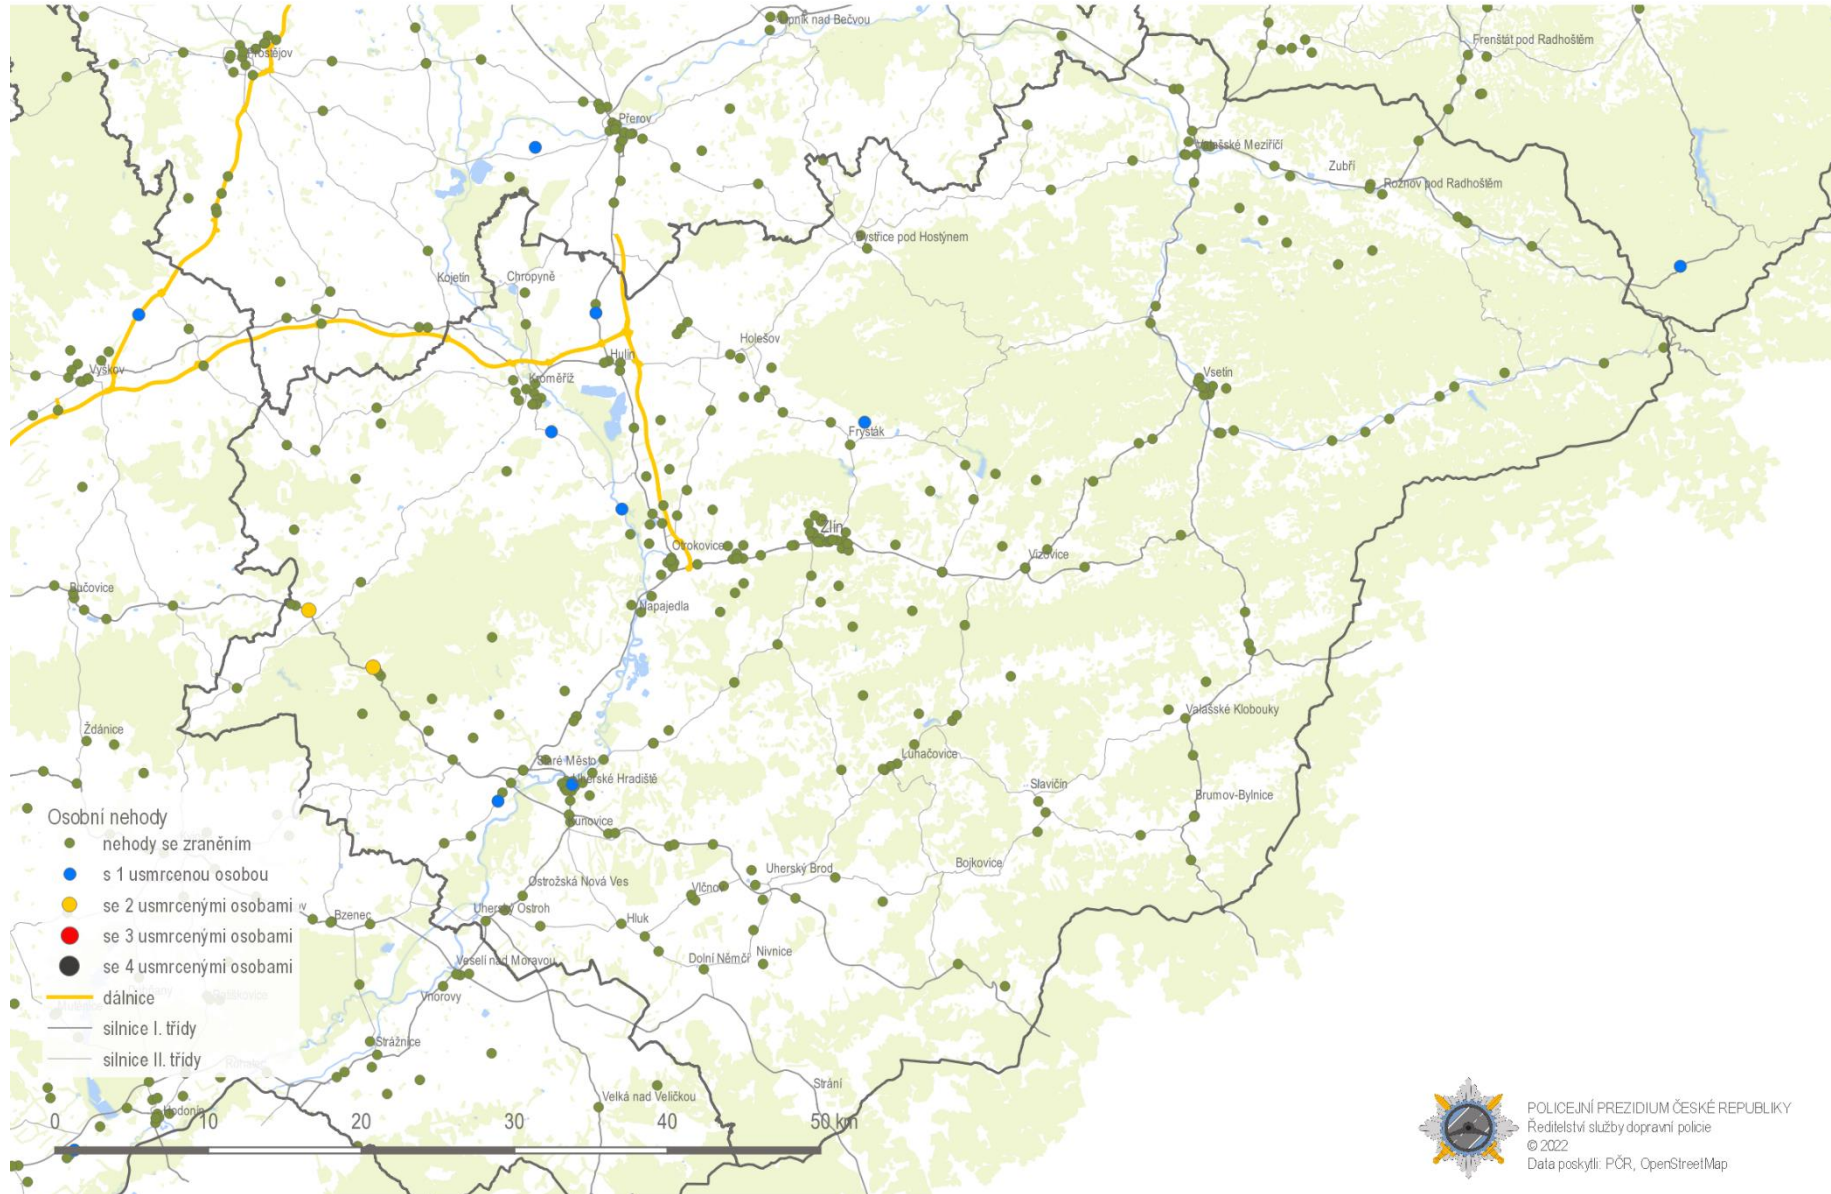 Lipník nad Bečvou
Frenštát pod Radhoštěm
Prostějov
Přerov
Valašské Meziříčí
Zubří
Rožnov pod Radhoštěm
Bystřice pod Hostýnem
Kojetín
Chropyně
Holešov
Hulín
Vyškov
Kroměříž
Vsetín
Fryšták
Zlín
Otrokovice
Vizovice
Bučovice
Napajedla
Valašské Klobouky
Ždánice
Luhačovice
Staré Město
Uherské Hradiště
Slavičín
Brumov-Bylnice
Kunovice
Bojkovice
Uherský Brod
Ostrožská Nová Ves
Vlčnov
Uherský Ostroh
Bzenec
Hluk
Nivnice
Dolní Němčí
Veselí nad Moravou
Vnorovy
Strážnice
Strání
Velká nad Veličkou
Hodonín
Osobní nehody
nehody se zraněním
s 1 usmrcenou osobou
se 2 usmrcenými osobami
se 3 usmrcenými osobami
se 4 usmrcenými osobami
dálnice
silnice I. třídy
silnice II. třídy
0 10 20 30 40 50 km
POLICEJNÍ PREZIDIUM ČESKÉ REPUBLIKY
Ředitelství služby dopravní policie
© 2022
Data poskytli: PČR, OpenStreetMap